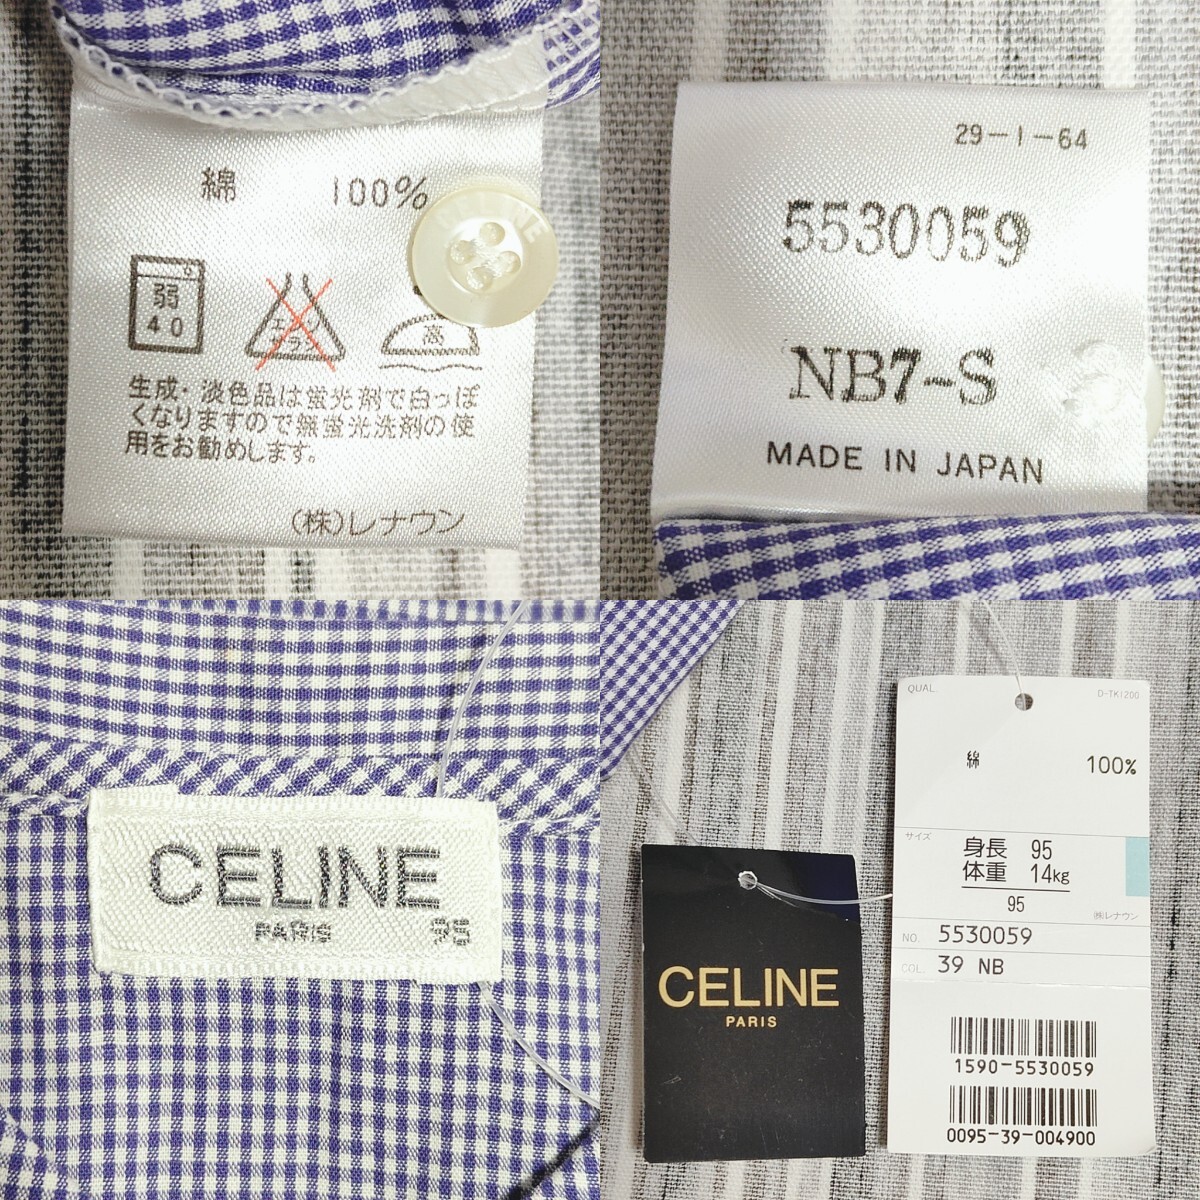 綿 100%
弱
40
エンソ
高
生成・淡色品は蛍光剤で白っぽ
くなりますので無蛍光洗剤の使
用をお勧めします。
(株)レナウン
29-1-64
5530059
NB7-S
MADE IN JAPAN
CELINE
PARIS 95
CELINE
PARIS
QUAL. D-TK1200
綿 100%
サイズ
身長 95
体重 14kg
95
(株)レナウン
NO. 5530059
COL. 39 NB
1590-5530059
0095-39-004900